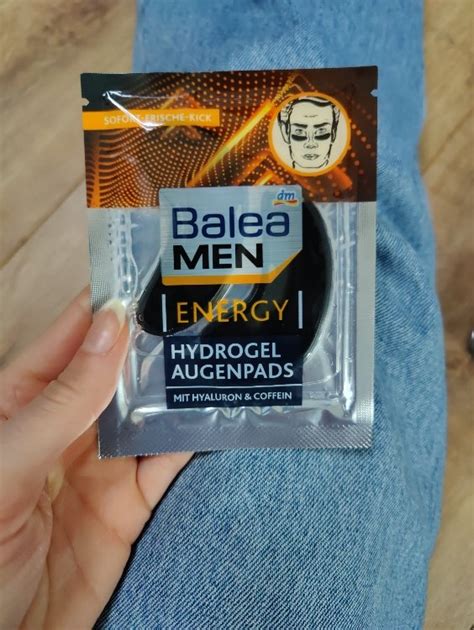 SOFORT-FRISCHE-KICK
dm
Balea
MEN
ENERGY
HYDROGEL
AUGENPADS
MIT HYALURON & COFFEIN